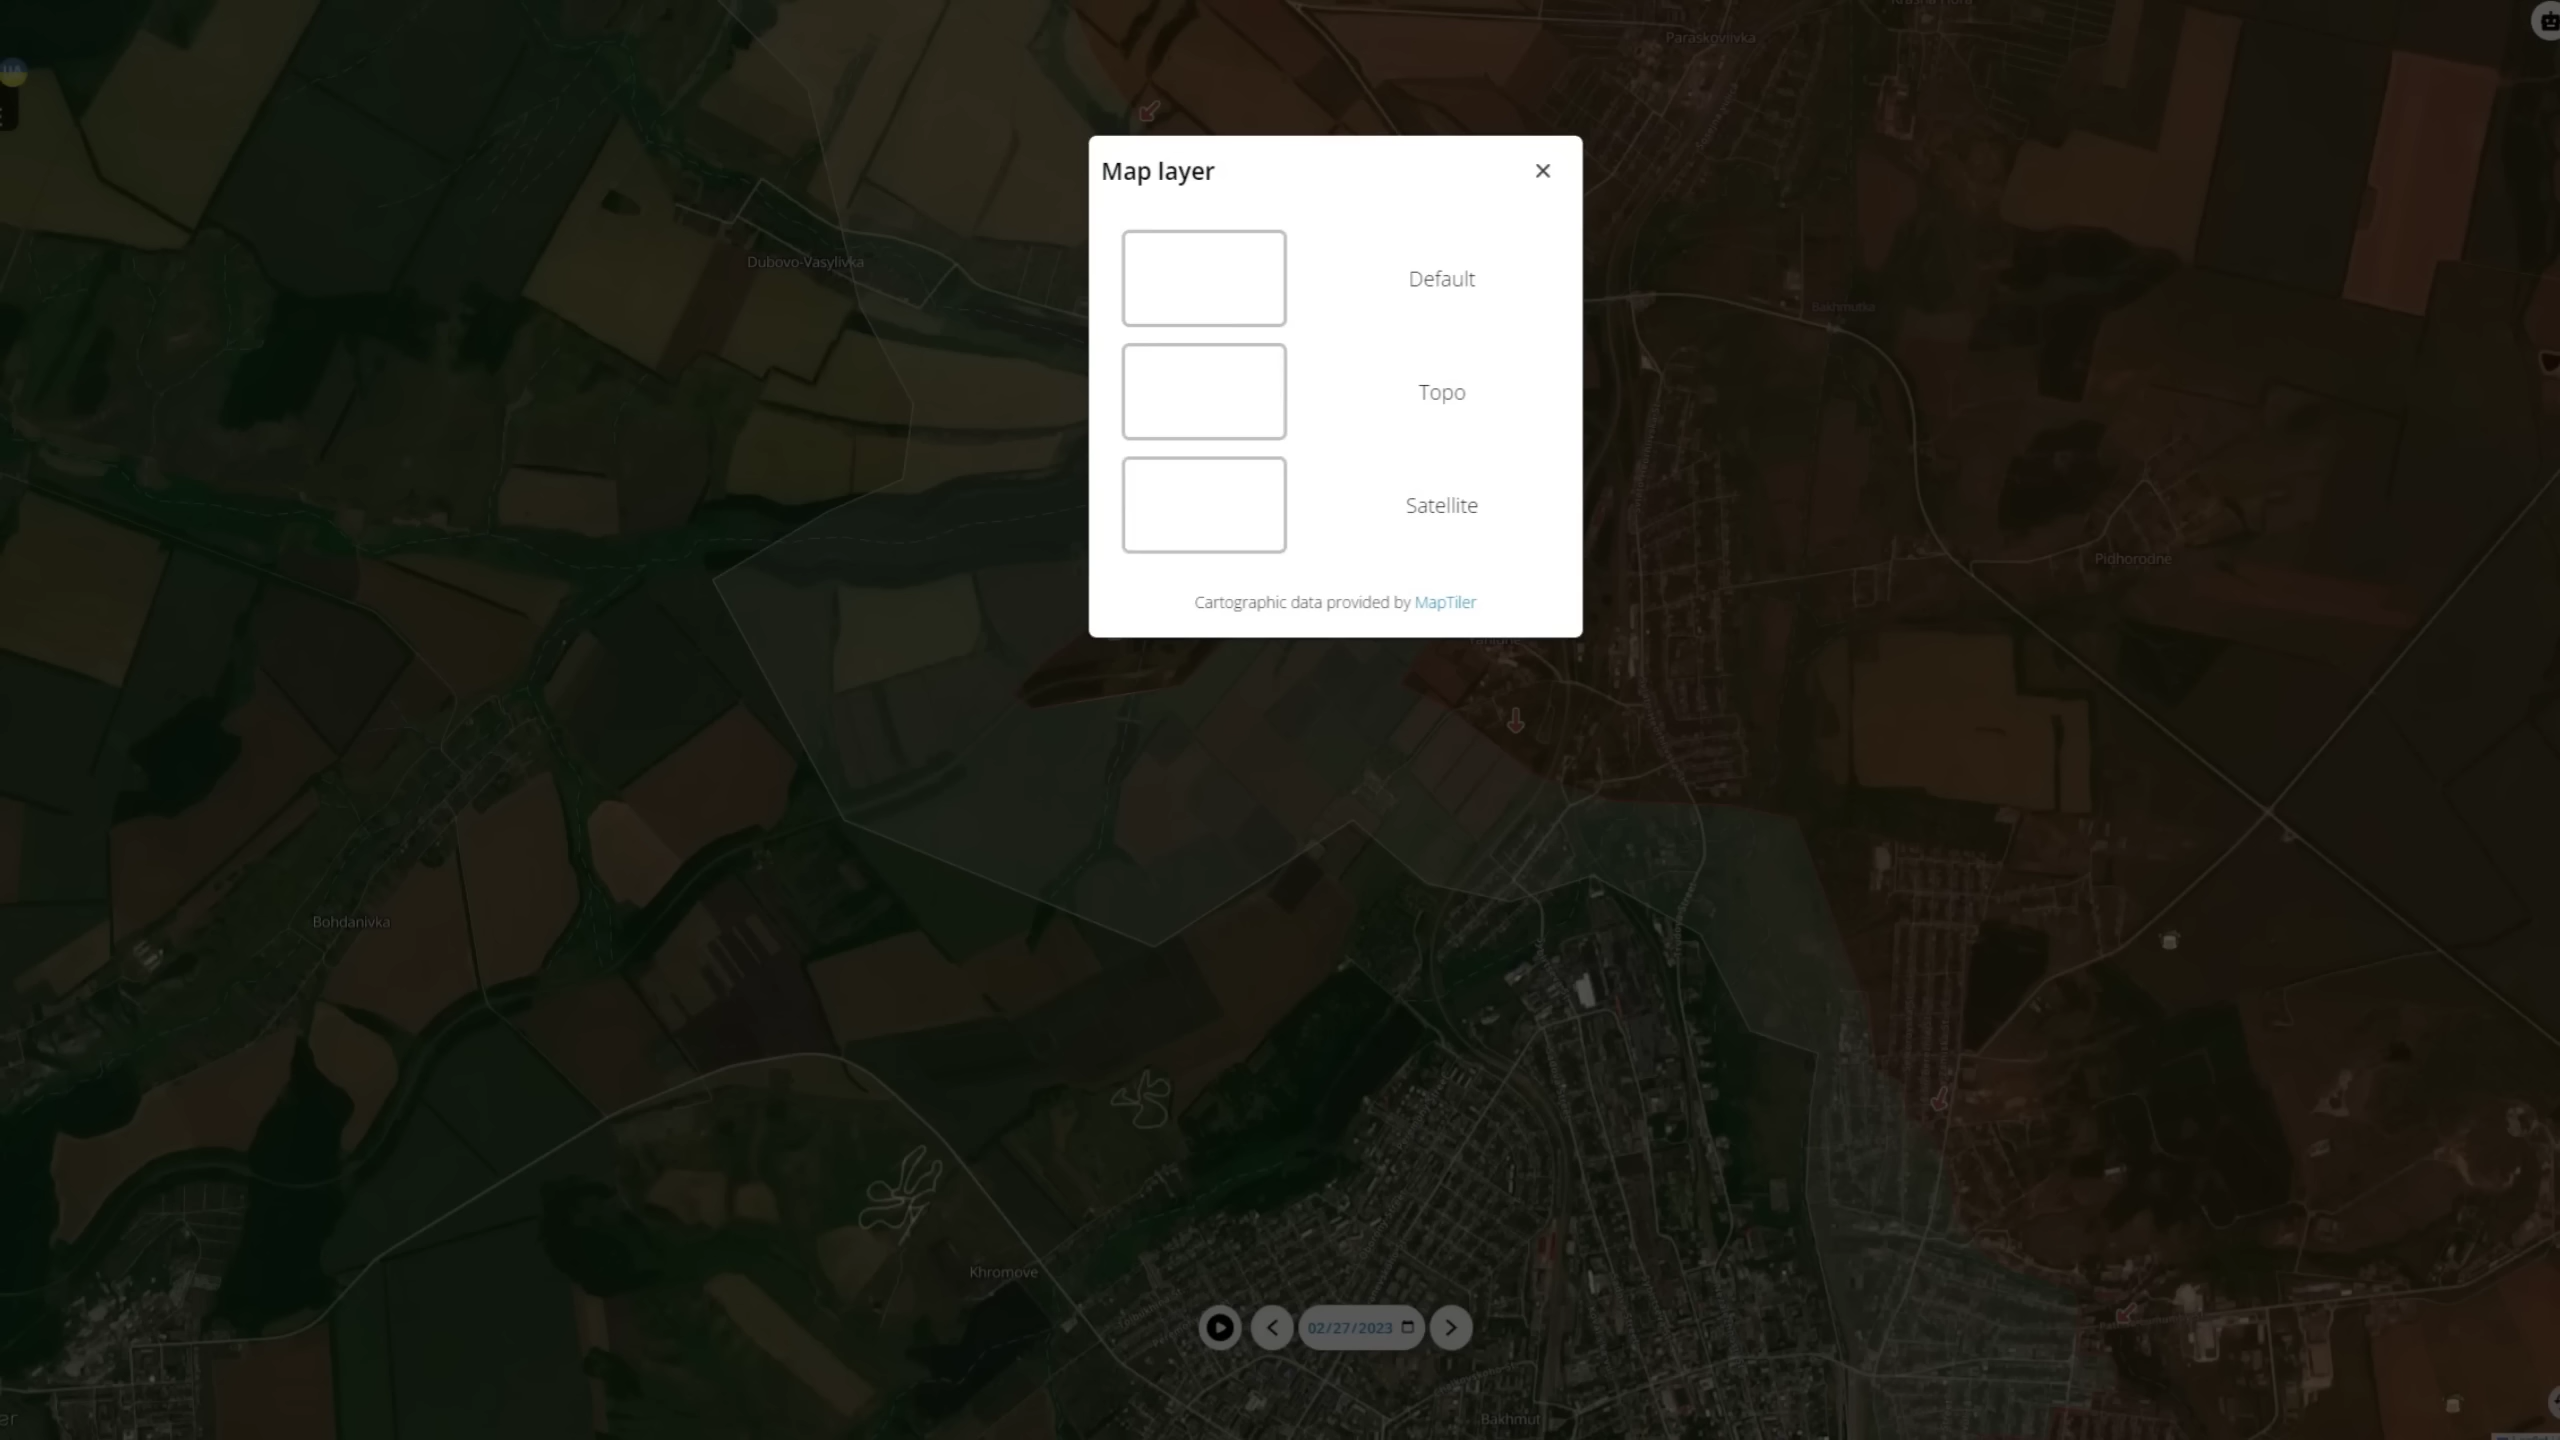 Paraskoviivka
Map layer
Dubovo-Vasylivka
Default
Bakhmutka
Topo
Satellite
Pidhorodne
Cartographic data provided by MapTiler
Bohdanivka
Khromove
02/27/2023
Bakhmut